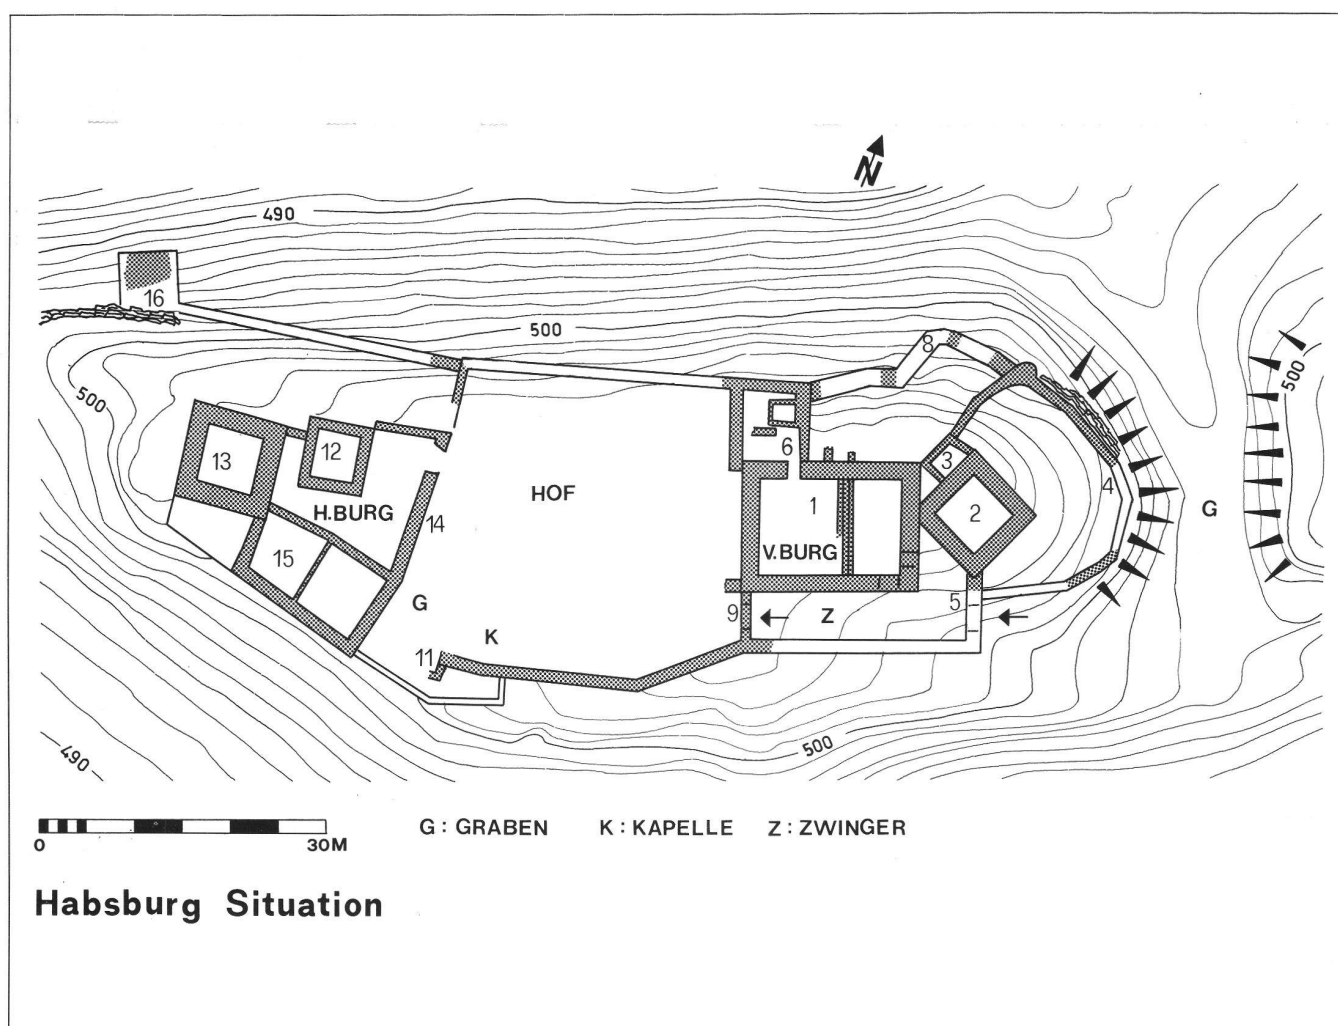 N
490
16
500
8
500
500
12
13
6
3
HOF
1
4
2
G
H.BURG
14
V.BURG
15
G
5
9
Z
K
11
500
490
0 30M
G : GRABEN K : KAPELLE Z : ZWINGER
Habsburg Situation